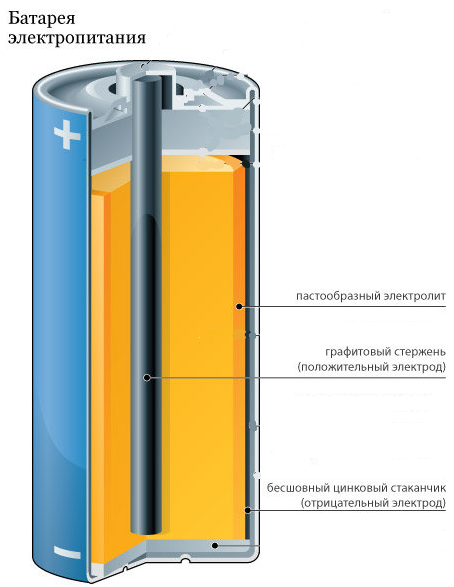 Батарея
электропитания
+
пастообразный электролит
графитовый стержень
(положительный электрод)
бесшовный цинковый стаканчик
(отрицательный электрод)
−